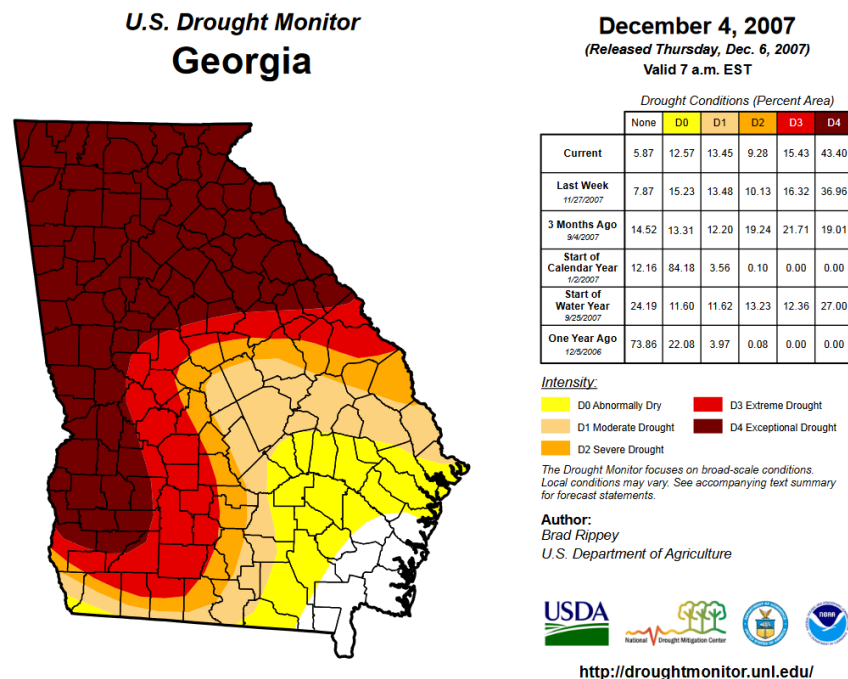 U.S. Drought Monitor
Georgia
December 4, 2007
(Released Thursday, Dec. 6, 2007)
Valid 7 a.m. EST
Drought Conditions (Percent Area)
None D0 D1 D2 D3 D4
Current 5.87 12.57 13.45 9.28 15.43 43.40
Last Week 11/27/2007 7.87 15.23 13.48 10.13 16.32 36.96
3 Months Ago 9/4/2007 14.52 13.31 12.20 19.24 21.71 19.01
Start of Calendar Year 1/2/2007 12.16 84.18 3.56 0.10 0.00 0.00
Start of Water Year 9/25/2007 24.19 11.60 11.62 13.23 12.36 27.00
One Year Ago 12/5/2006 73.86 22.08 3.97 0.08 0.00 0.00
Intensity:
D0 Abnormally Dry
D1 Moderate Drought
D2 Severe Drought
D3 Extreme Drought
D4 Exceptional Drought
The Drought Monitor focuses on broad-scale conditions.
Local conditions may vary. See accompanying text summary
for forecast statements.
Author:
Brad Rippey
U.S. Department of Agriculture
USDA
National Drought Mitigation Center
NOAA
http://droughtmonitor.unl.edu/